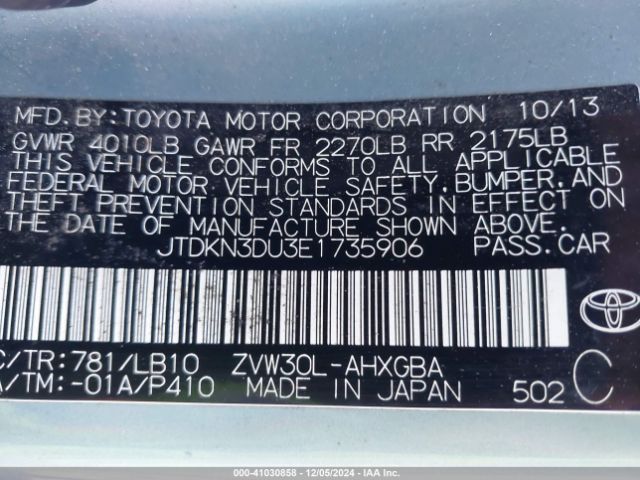 MFD.BY:TOYOTA MOTOR CORPORATION 10/13
GVWR 4010LB GAWR FR 2270LB RR 2175LB
THIS VEHICLE CONFORMS TO ALL APPLICABLE
FEDERAL MOTOR VEHICLE SAFETY,BUMPER,AND
THEFT PREVENTION STANDARDS IN EFFECT ON
THE DATE OF MANUFACTURE SHOWN ABOVE.
JTDKN3DU3E1735906 PASS.CAR
C/TR:781/LB10 ZVW30L-AHXGBA
A/TM:-01A/P410 MADE IN JAPAN 502 C
000-41030858 - 12/05/2024 - IAA Inc.